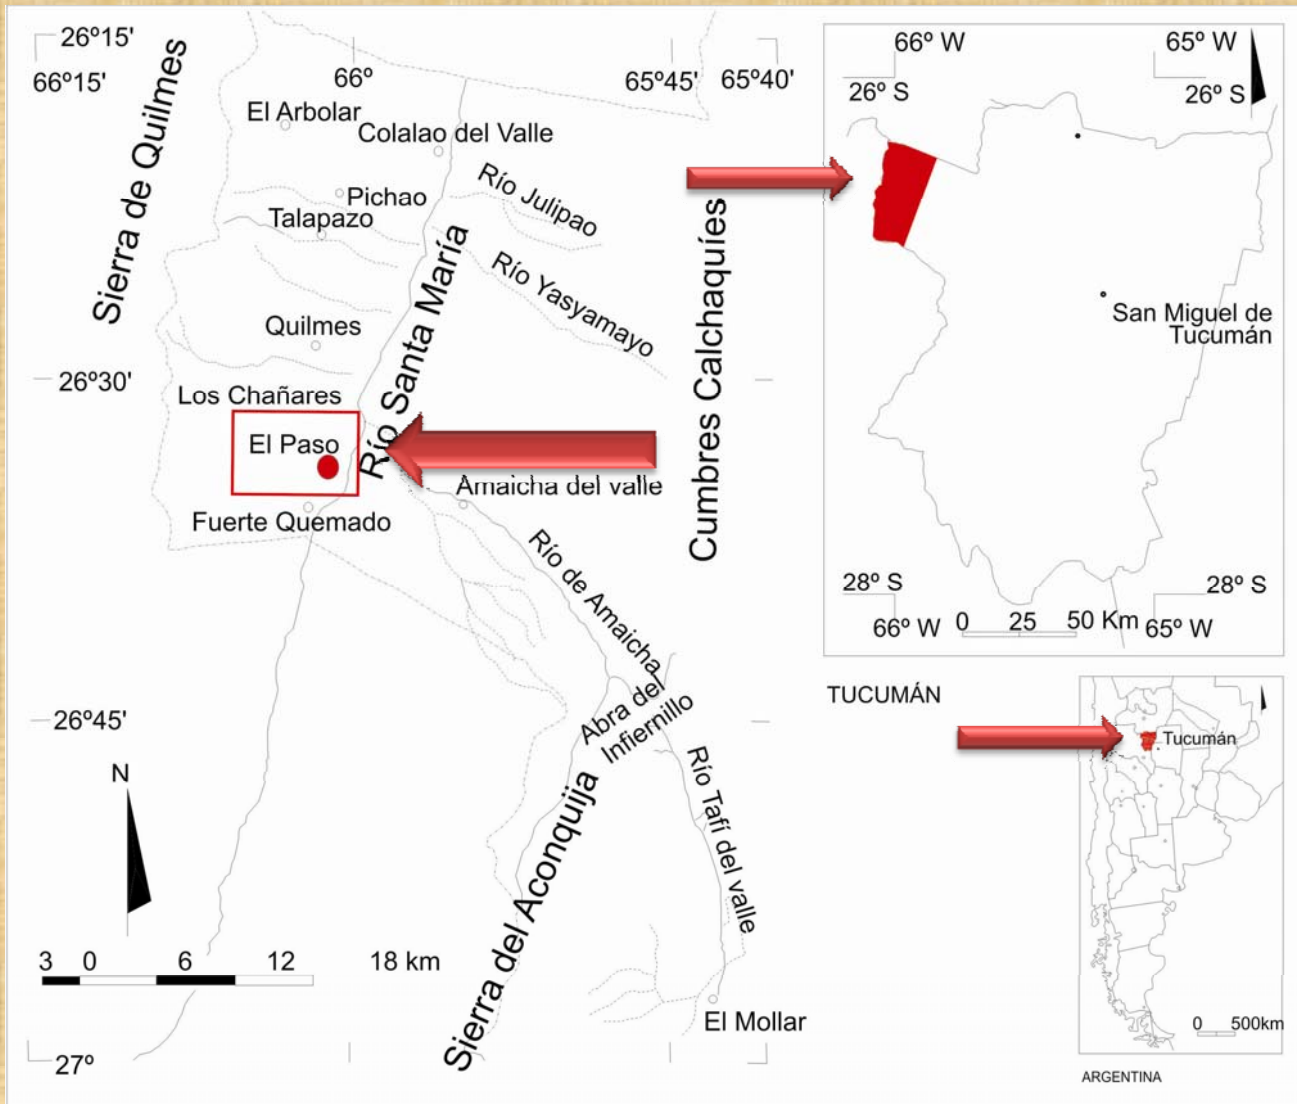 26º15'
66º15'
66º
65º45'
65º40'
Sierra de Quilmes
El Arbolar
Colalao del Valle
Pichao
Talapazo
Río Julipao
Río Yasyamayo
Río Santa María
Cumbres Calchaquíes
Quilmes
26º30'
Los Chañares
El Paso
Amaicha del valle
Fuerte Quemado
Río de Amaicha
26º45'
Abra del
Infiernillo
Río Tafí del valle
Sierra del Aconquija
N
3 0 6 12 18 km
El Mollar
27º
66º W
65º W
26º S
26º S
San Miguel de
Tucumán
28º S
28º S
66º W
0 25 50 Km
65º W
TUCUMÁN
Tucumán
0 500km
ARGENTINA